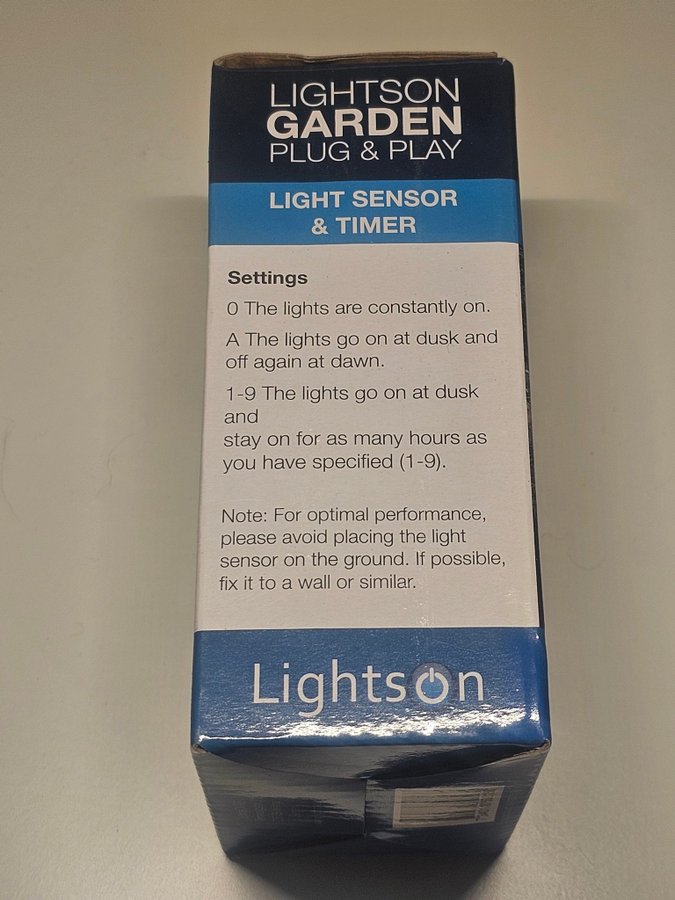 LIGHTSON
GARDEN
PLUG & PLAY
LIGHT SENSOR
& TIMER
Settings
0 The lights are constantly on.
A The lights go on at dusk and
off again at dawn.
1-9 The lights go on at dusk
and
stay on for as many hours as
you have specified (1-9).
Note: For optimal performance,
please avoid placing the light
sensor on the ground. If possible,
fix it to a wall or similar.
LightsOn